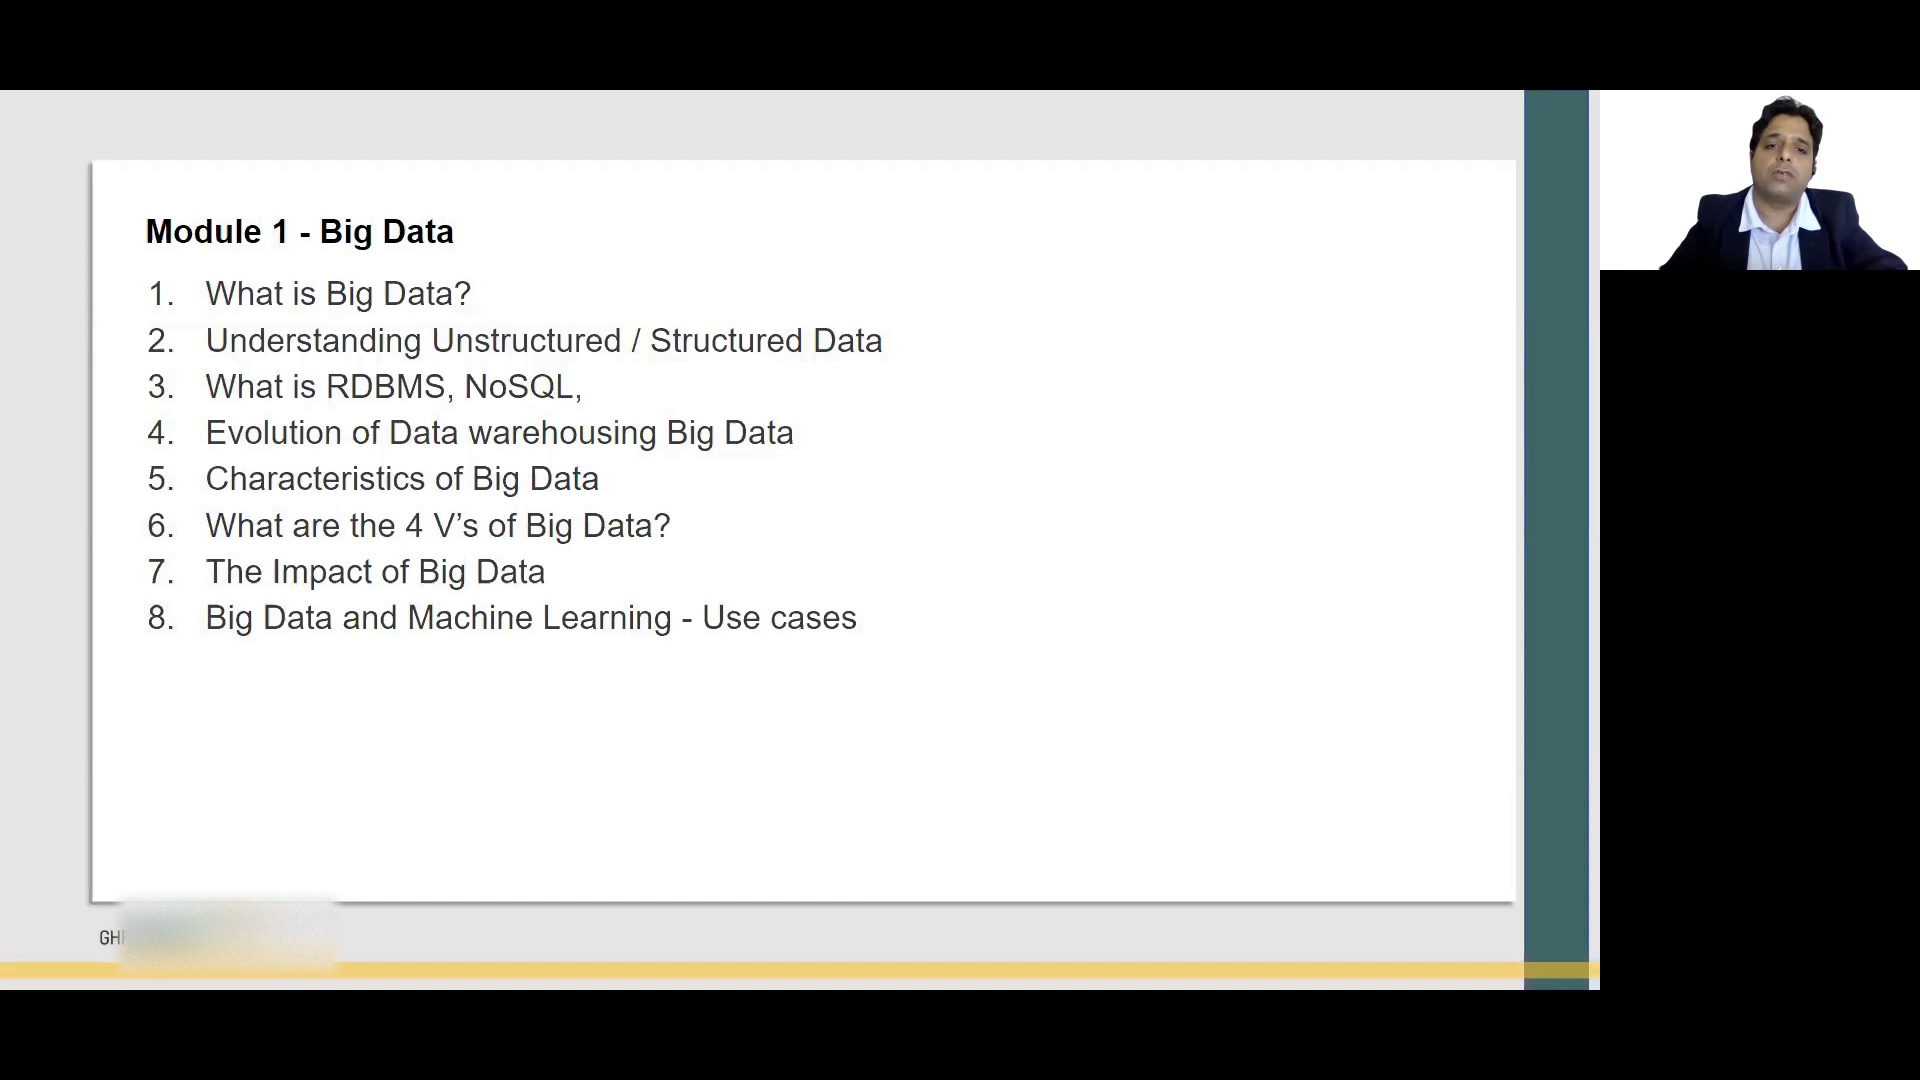 Module 1 - Big Data
1. What is Big Data?
2. Understanding Unstructured / Structured Data
3. What is RDBMS, NoSQL,
4. Evolution of Data warehousing Big Data
5. Characteristics of Big Data
6. What are the 4 V’s of Big Data?
7. The Impact of Big Data
8. Big Data and Machine Learning - Use cases